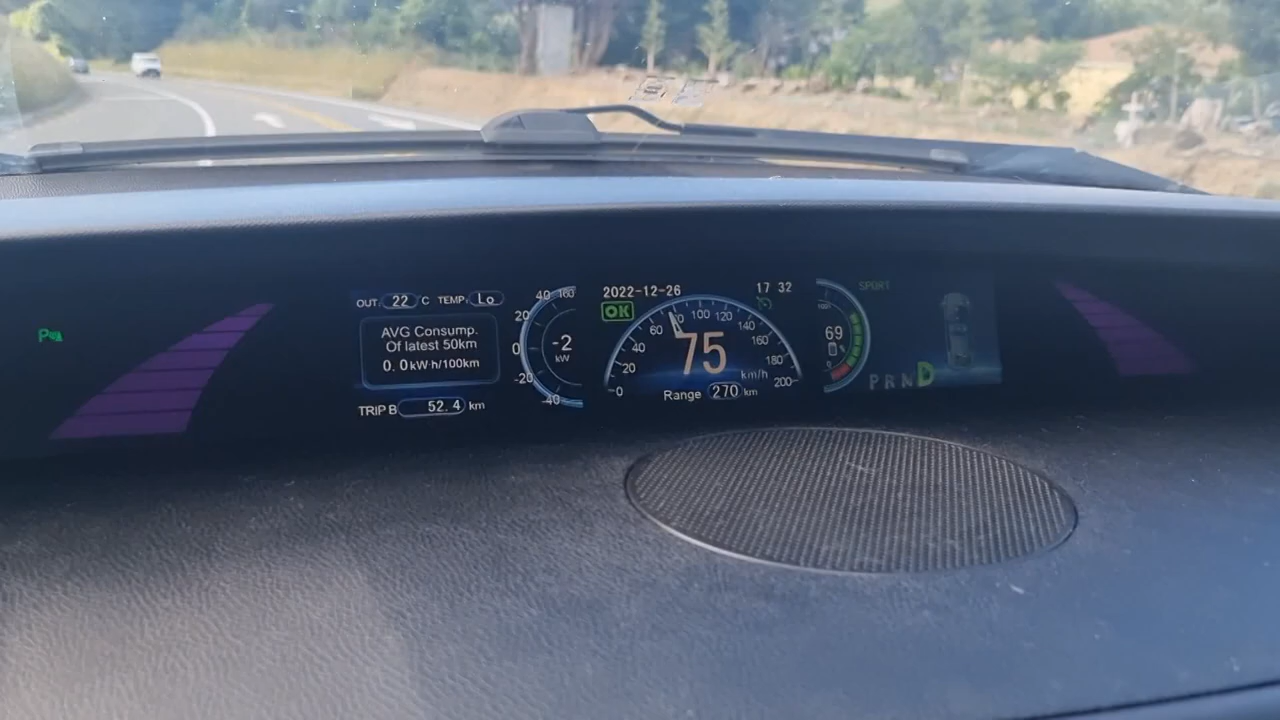 P
OUT: 22 C TEMP: Lo
AVG Consump.
Of latest 50km
0.0kW·h/100km
TRIP B 52.4 km
40 160
20
0
-20
-40
-2
kW
2022-12-26
17 32
OK
0 20 40 60 80 100 120 140 160 180 200
75
km/h
Range 270 km
100
69
%
0
SPORT
P R N D